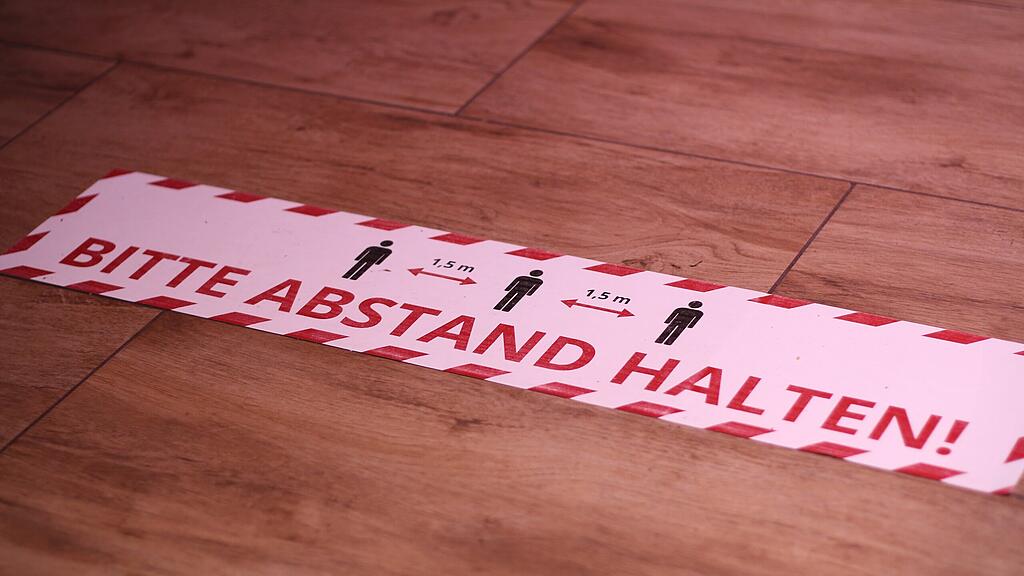 1,5 m 1,5 m
BITTE ABSTAND HALTEN!